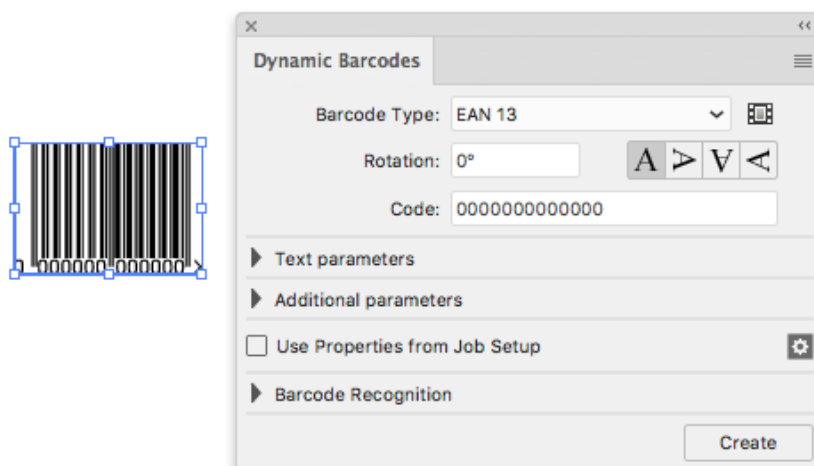 Dynamic Barcodes
Barcode Type: EAN 13
Rotation: 0° A A A A
Code: 0000000000000
0 000000 000000 >
Text parameters
Additional parameters
Use Properties from Job Setup
Barcode Recognition
Create